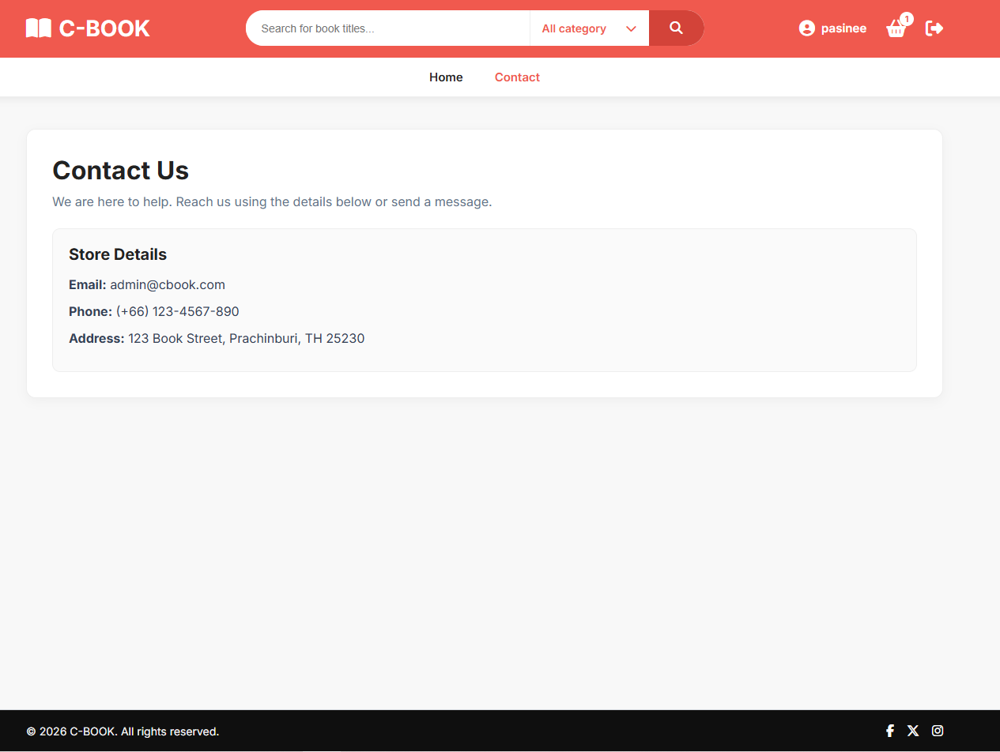 C-BOOK
Search for book titles...
All category
pasinee
1
Home
Contact
Contact Us
We are here to help. Reach us using the details below or send a message.
Store Details
Email: admin@cbook.com
Phone: (+66) 123-4567-890
Address: 123 Book Street, Prachinburi, TH 25230
© 2026 C-BOOK. All rights reserved.